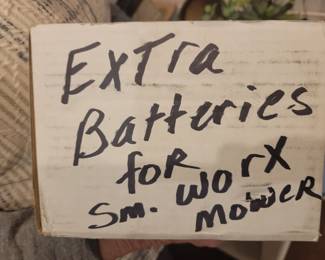 ExTra
Batteries
for worx
Sm. mower